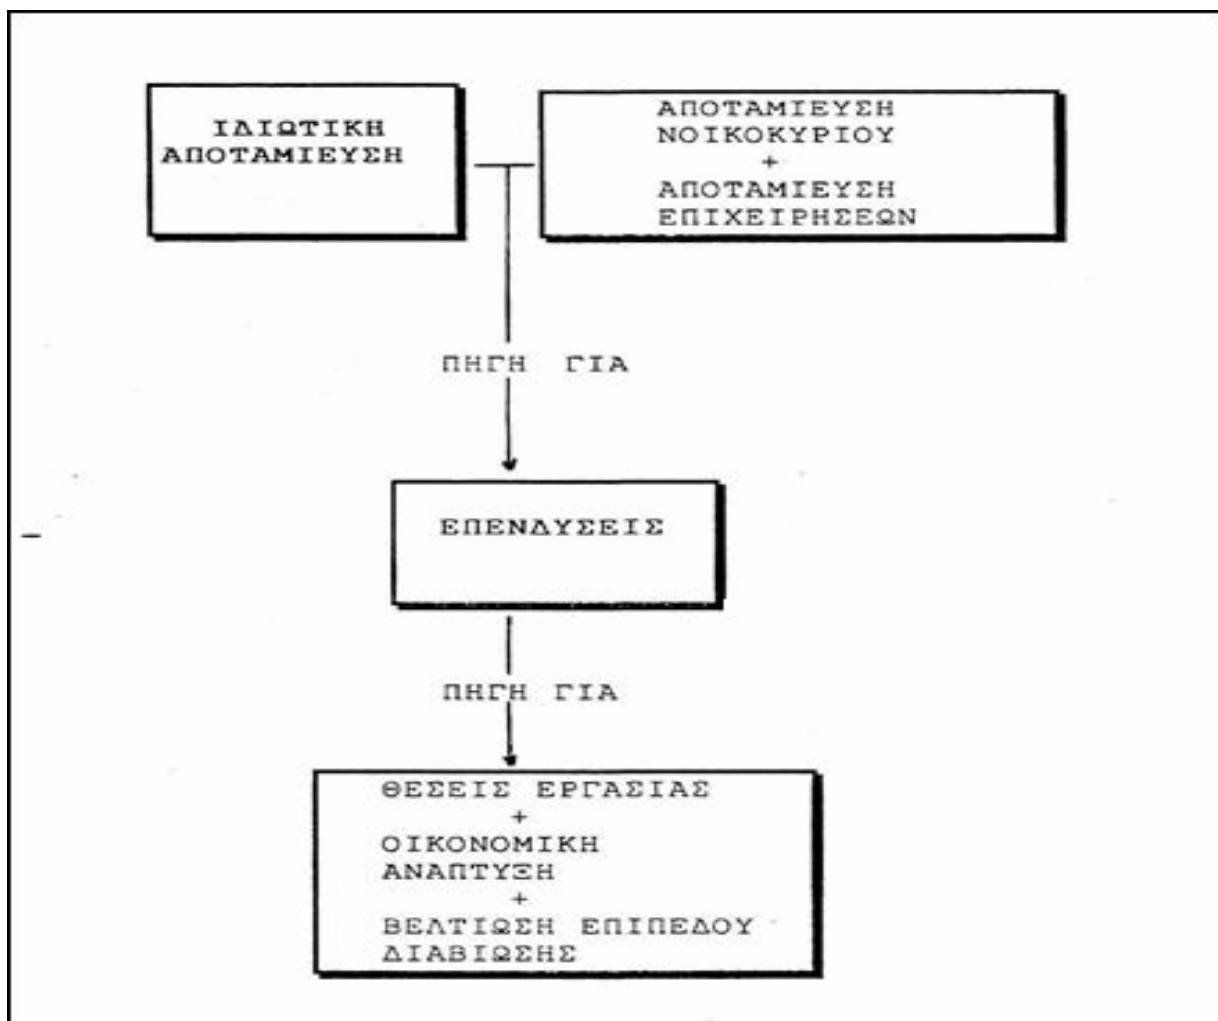 ΙΔΙΩΤΙΚΗ
ΑΠΟΤΑΜΙΕΥΣΗ
ΑΠΟΤΑΜΙΕΥΣΗ
ΝΟΙΚΟΚΥΡΙΟΥ
+
ΑΠΟΤΑΜΙΕΥΣΗ
ΕΠΙΧΕΙΡΗΣΕΩΝ
ΠΗΓΗ ΓΙΑ
ΕΠΕΝΔΥΣΕΙΣ
ΠΗΓΗ ΓΙΑ
ΘΕΣΕΙΣ ΕΡΓΑΣΙΑΣ
+
ΟΙΚΟΝΟΜΙΚΗ
ΑΝΑΠΤΥΞΗ
+
ΒΕΛΤΙΩΣΗ ΕΠΙΠΕΔΟΥ
ΔΙΑΒΙΩΣΗΣ